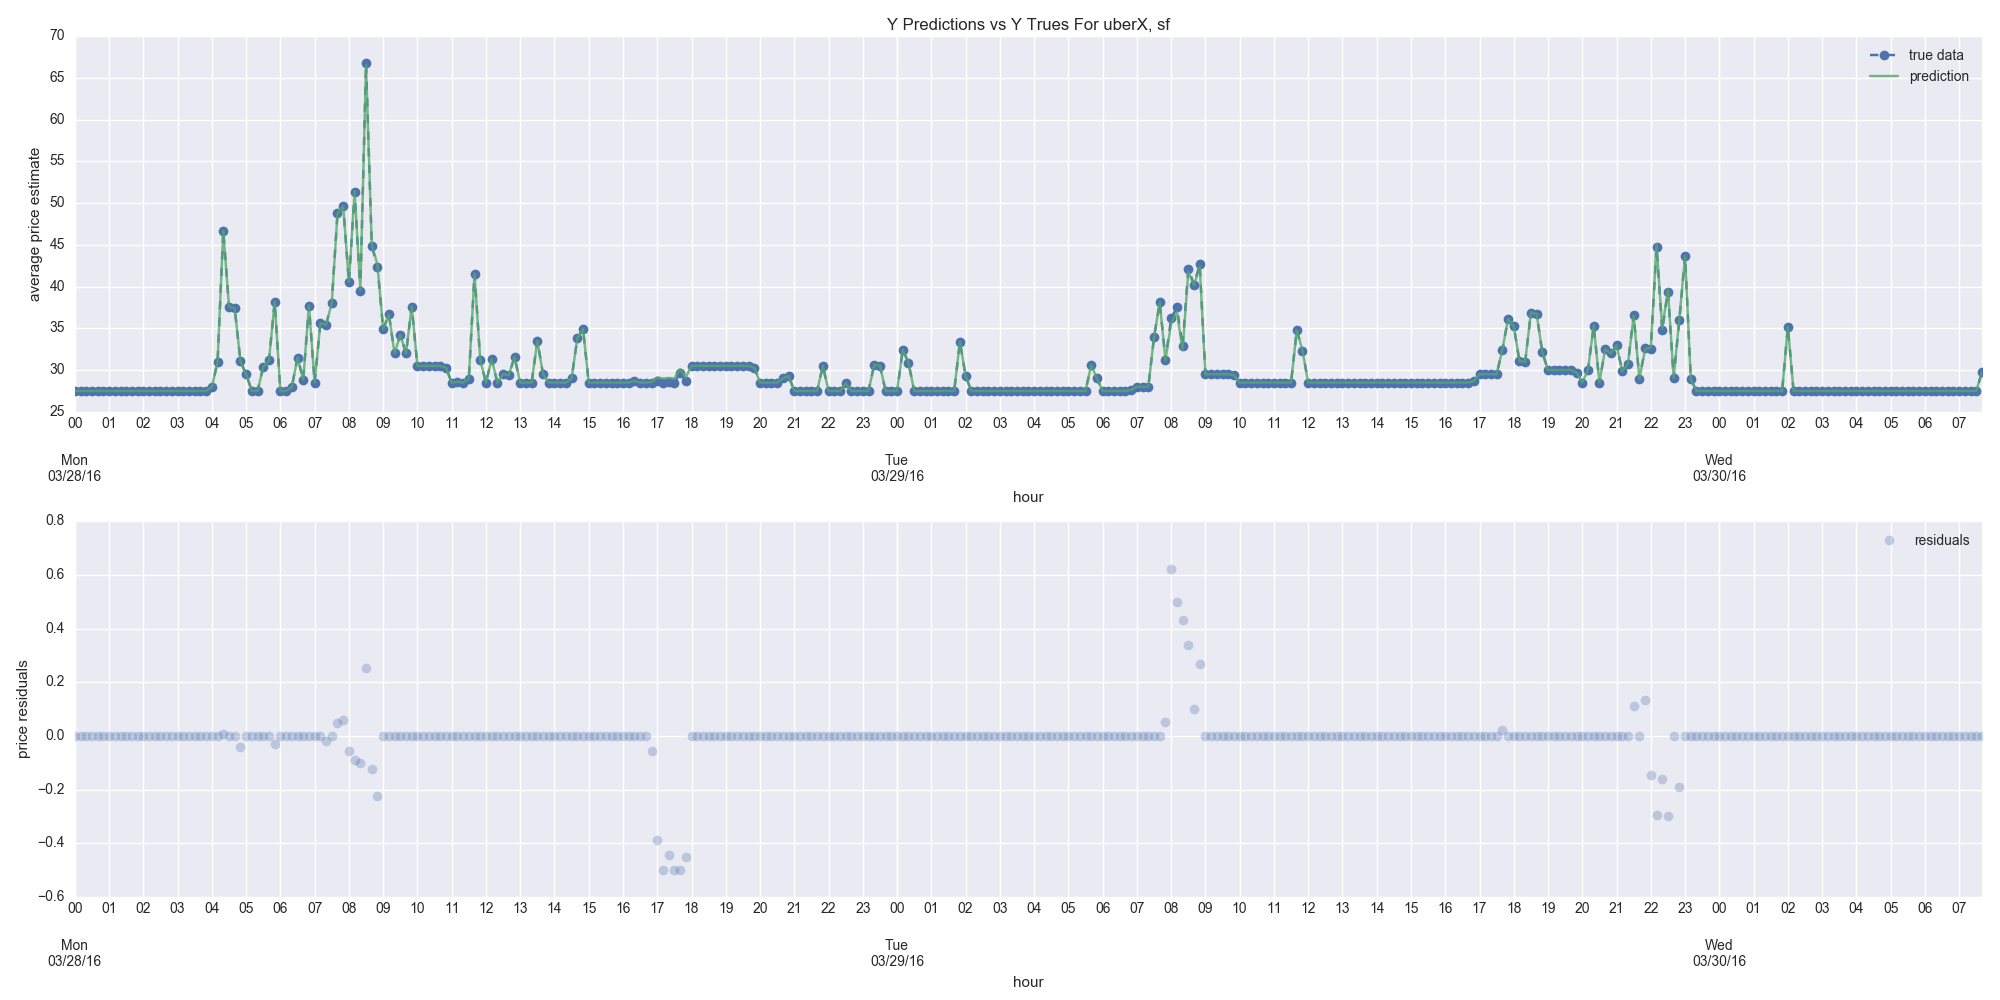 Y Predictions vs Y Trues For uberX, sf
70
65
60
55
50
45
40
35
30
25
average price estimate
true data
prediction
00 01 02 03 04 05 06 07 08 09 10 11 12 13 14 15 16 17 18 19 20 21 22 23 00 01 02 03 04 05 06 07 08 09 10 11 12 13 14 15 16 17 18 19 20 21 22 23 00 01 02 03 04 05 06 07
Mon Tue Wed
03/28/16 03/29/16 03/30/16
hour
0.8
0.6
0.4
0.2
0.0
−0.2
−0.4
−0.6
price residuals
residuals
00 01 02 03 04 05 06 07 08 09 10 11 12 13 14 15 16 17 18 19 20 21 22 23 00 01 02 03 04 05 06 07 08 09 10 11 12 13 14 15 16 17 18 19 20 21 22 23 00 01 02 03 04 05 06 07
Mon Tue Wed
03/28/16 03/29/16 03/30/16
hour